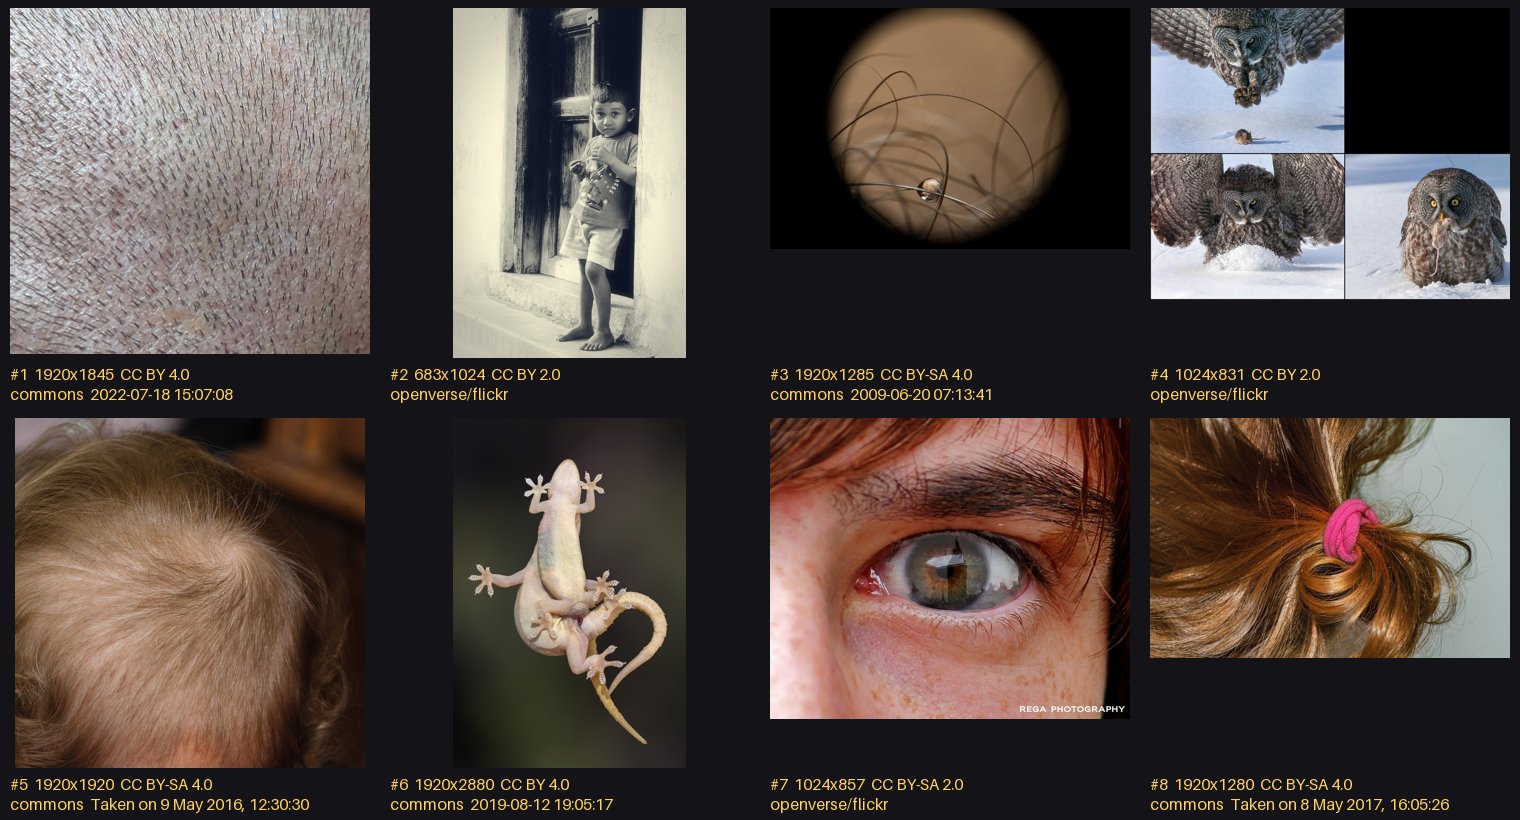 #1 1920x1845 CC BY 4.0
commons 2022-07-18 15:07:08
#2 683x1024 CC BY 2.0
openverse/flickr
#3 1920x1285 CC BY-SA 4.0
commons 2009-06-20 07:13:41
#4 1024x831 CC BY 2.0
openverse/flickr
REGA PHOTOGRAPHY
#5 1920x1920 CC BY-SA 4.0
commons Taken on 9 May 2016, 12:30:30
#6 1920x2880 CC BY 4.0
commons 2019-08-12 19:05:17
#7 1024x857 CC BY-SA 2.0
openverse/flickr
#8 1920x1280 CC BY-SA 4.0
commons Taken on 8 May 2017, 16:05:26